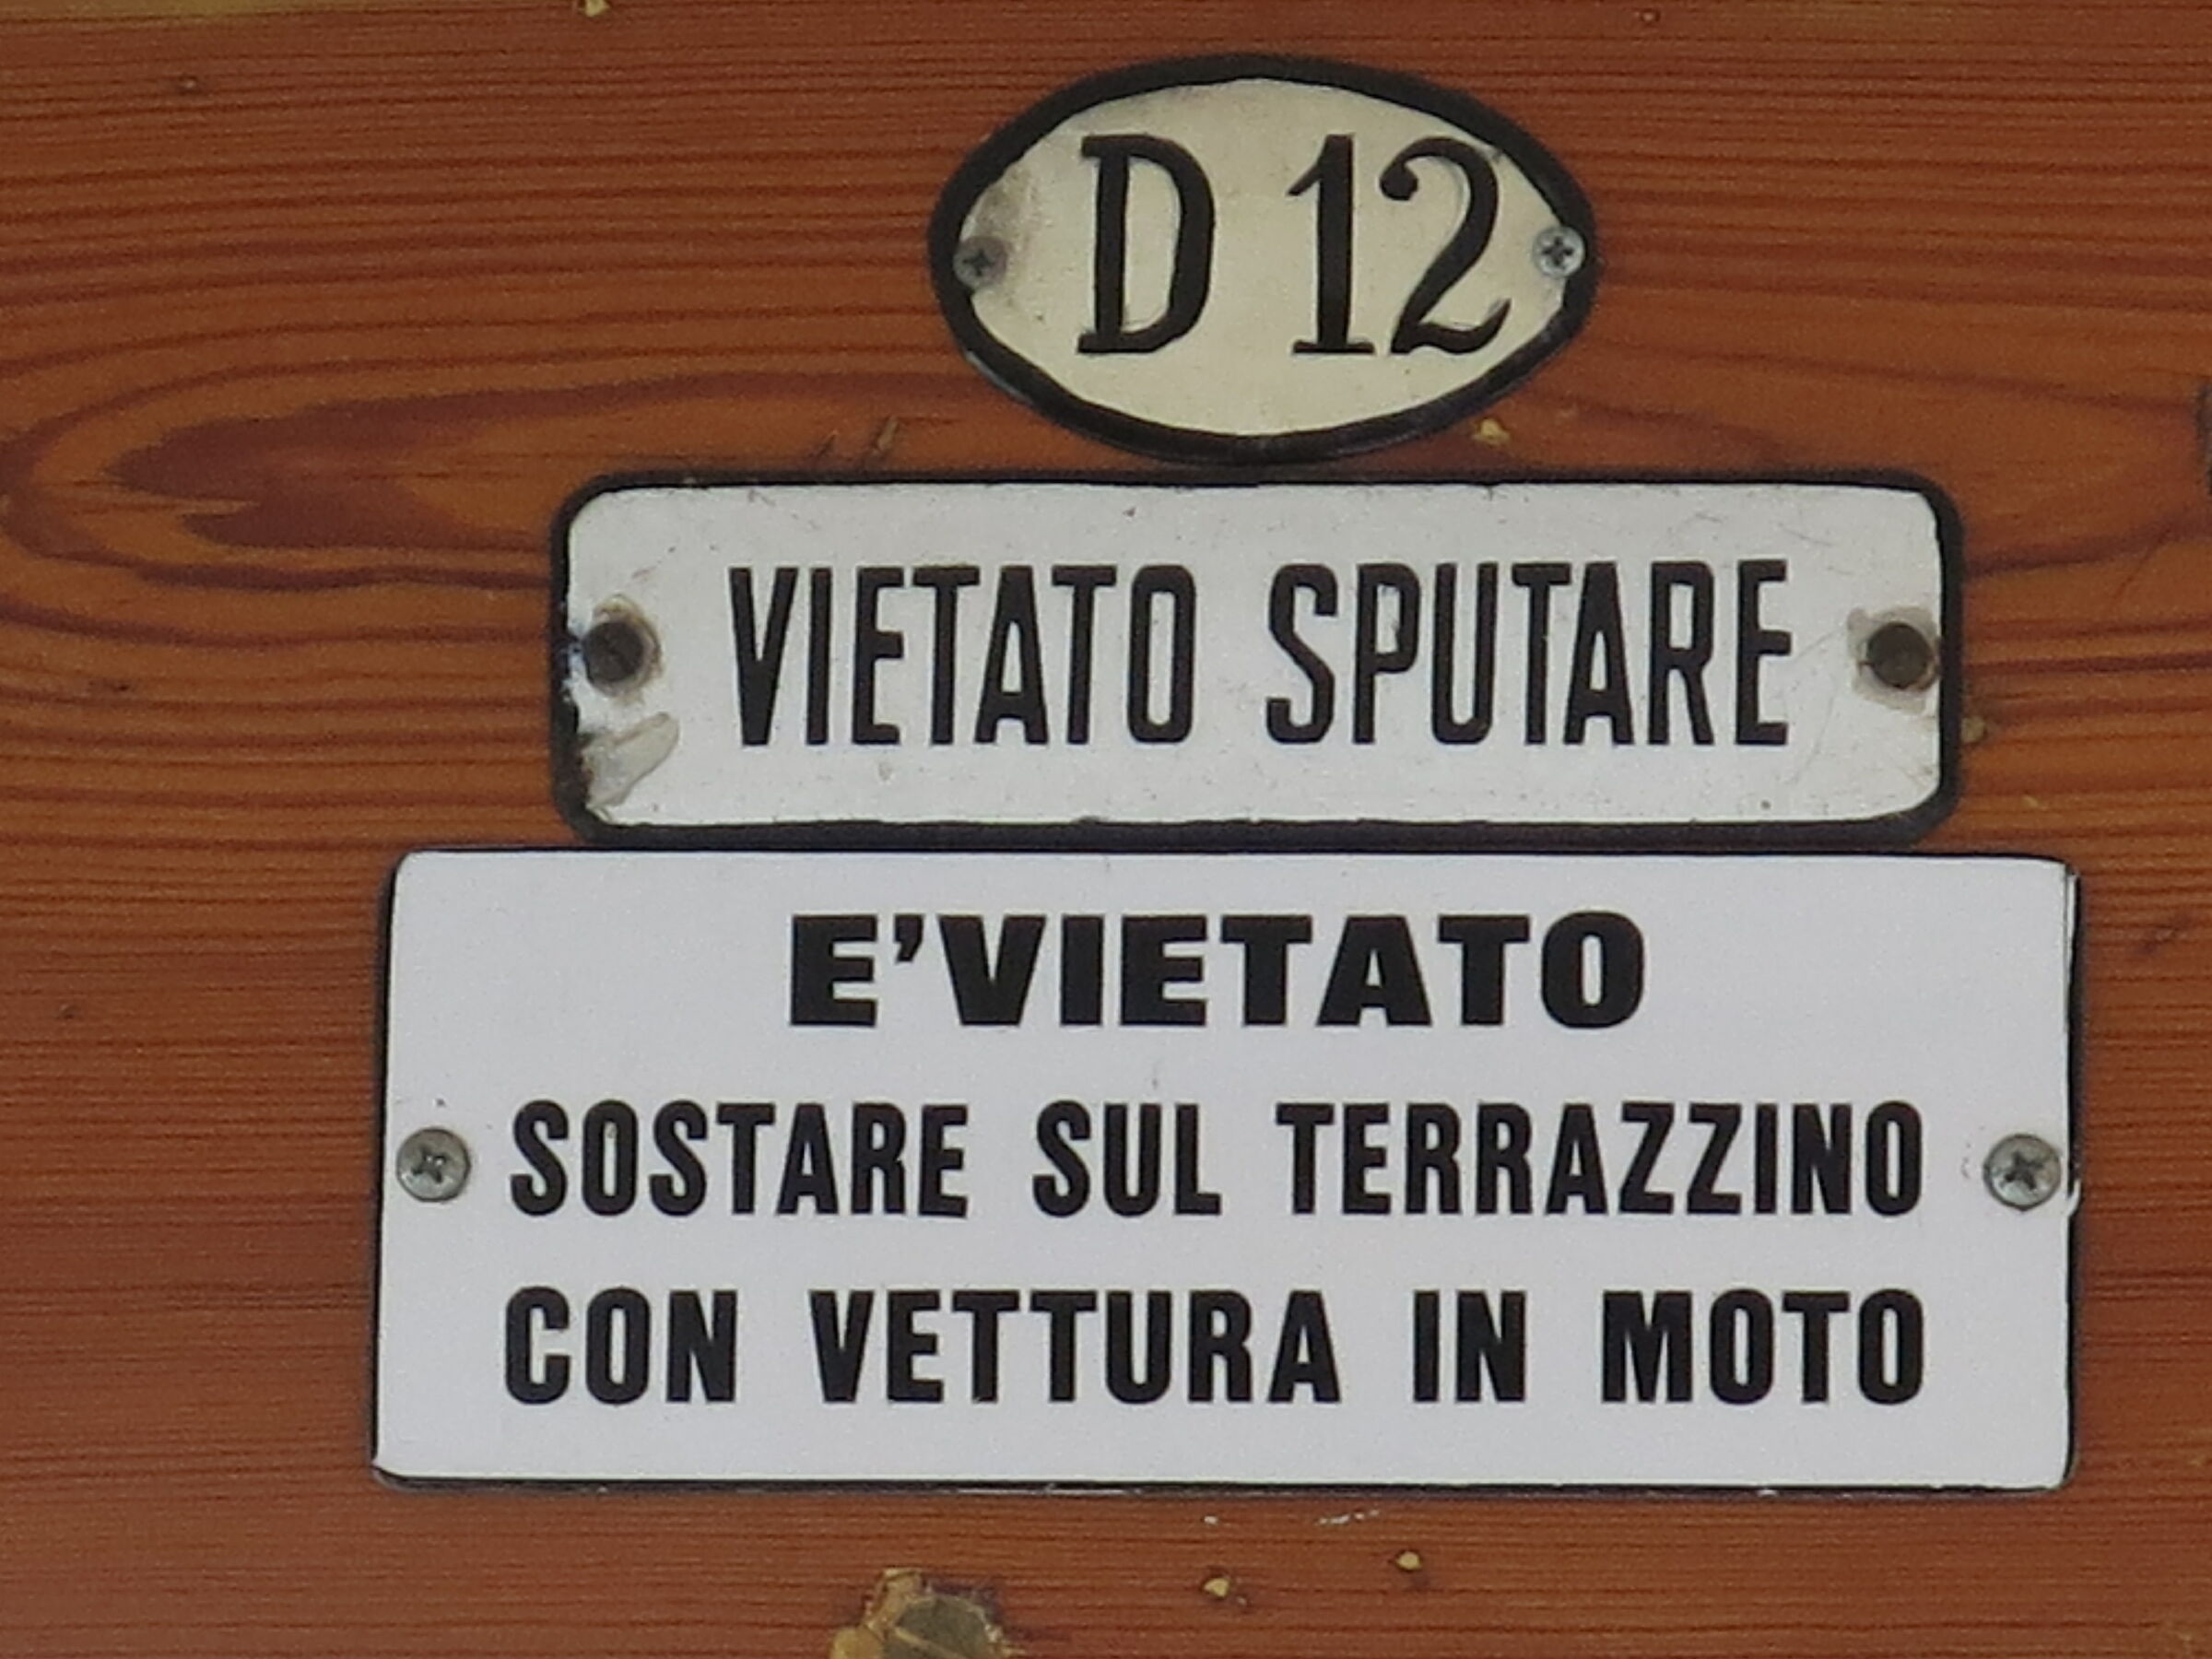 D 12
VIETATO SPUTARE
E'VIETATO
SOSTARE SUL TERRAZZINO
CON VETTURA IN MOTO